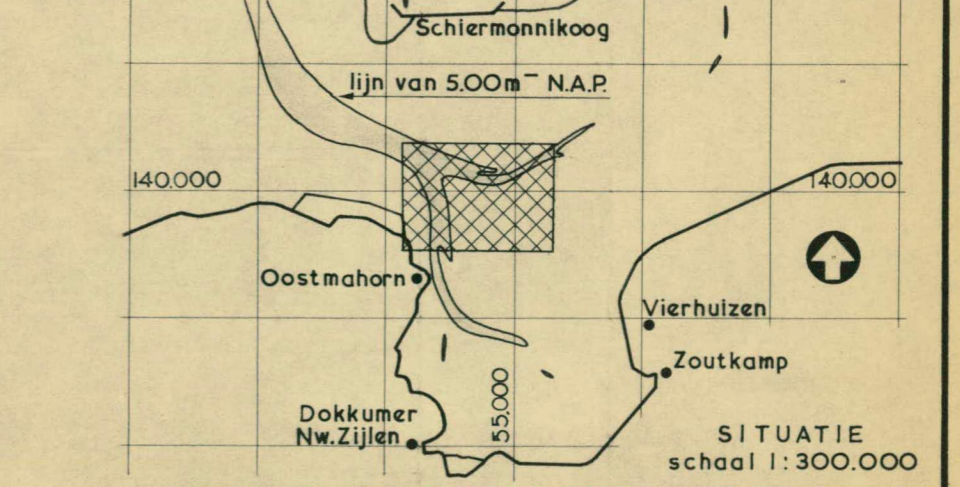 Schiermonnikoog
lijn van 5.00m⁻ N.A.P.
140.000
140.000
Oostmahorn
Vierhuizen
Zoutkamp
55.000
Dokkumer
Nw.Zijlen
SITUATIE
schaal 1:300.000